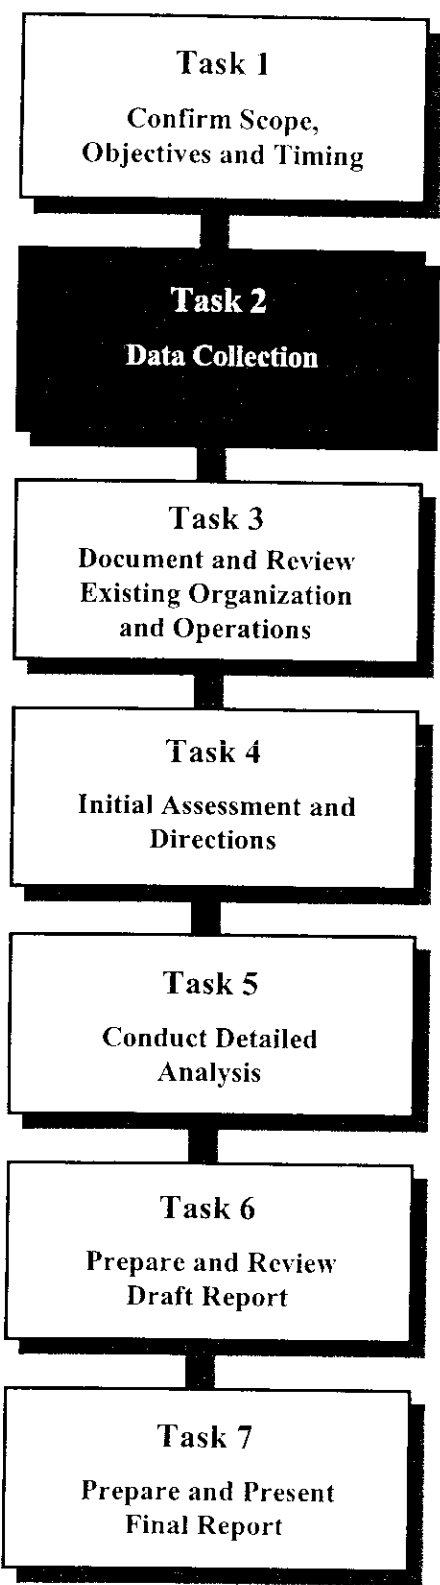 Task 1
Confirm Scope,
Objectives and Timing
Task 2
Data Collection
Task 3
Document and Review
Existing Organization
and Operations
Task 4
Initial Assessment and
Directions
Task 5
Conduct Detailed
Analysis
Task 6
Prepare and Review
Draft Report
Task 7
Prepare and Present
Final Report